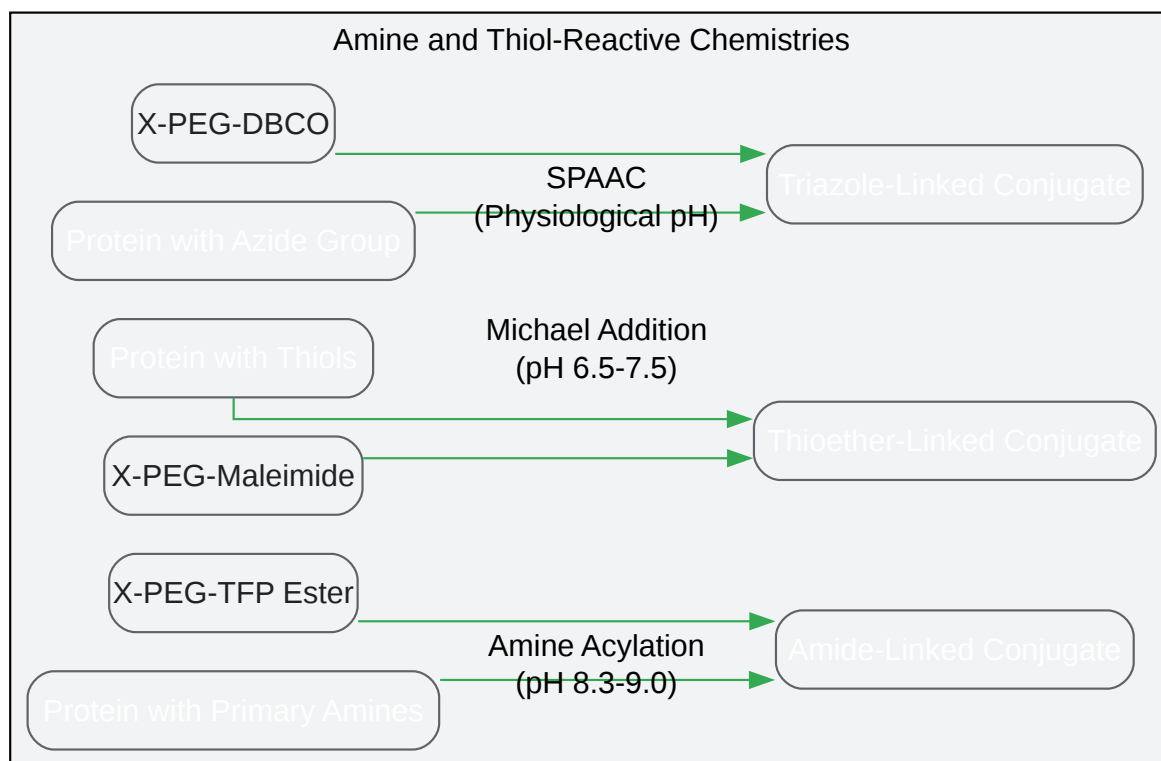 Amine and Thiol-Reactive Chemistries
X-PEG-DBCO
SPAAC
(Physiological pH)
Triazole-Linked Conjugate
Protein with Azide Group
Protein with Thiols
Michael Addition
(pH 6.5-7.5)
Thioether-Linked Conjugate
X-PEG-Maleimide
X-PEG-TFP Ester
Amine Acylation
(pH 8.3-9.0)
Amide-Linked Conjugate
Protein with Primary Amines